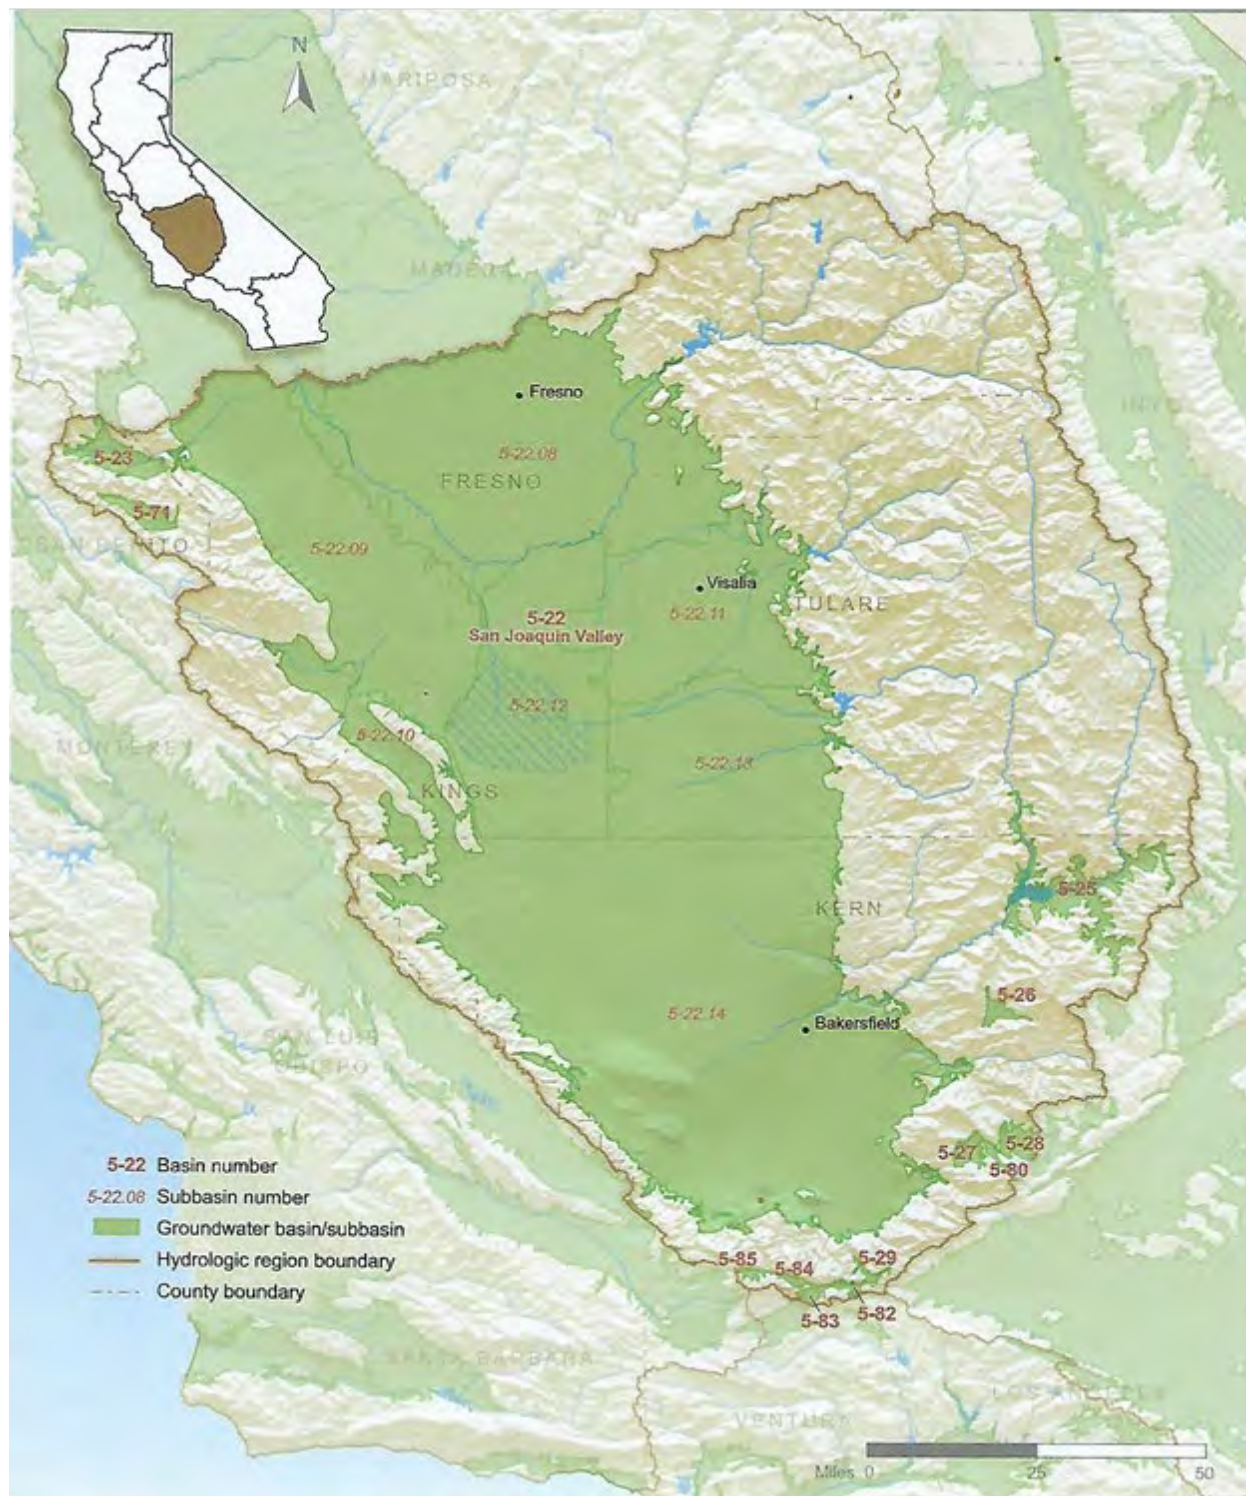 N
MARIPOSA
MADERA
Fresno
5-22.08
FRESNO
INYO
5-23
5-71
SAN BENITO
5-22.09
Visalia
TULARE
5-22
San Joaquin Valley
5-22.11
5-22.12
5-22.10
MONTEREY
5-22.13
KINGS
5-25
KERN
5-26
5-22.14
Bakersfield
SAN LUIS
OBISPO
5-27
5-28
5-80
5-22 Basin number
5-22.08 Subbasin number
Groundwater basin/subbasin
Hydrologic region boundary
County boundary
5-85
5-84
5-29
5-83
5-82
SANTA BARBARA
VENTURA
LOS ANGELES
Miles 0 25 50